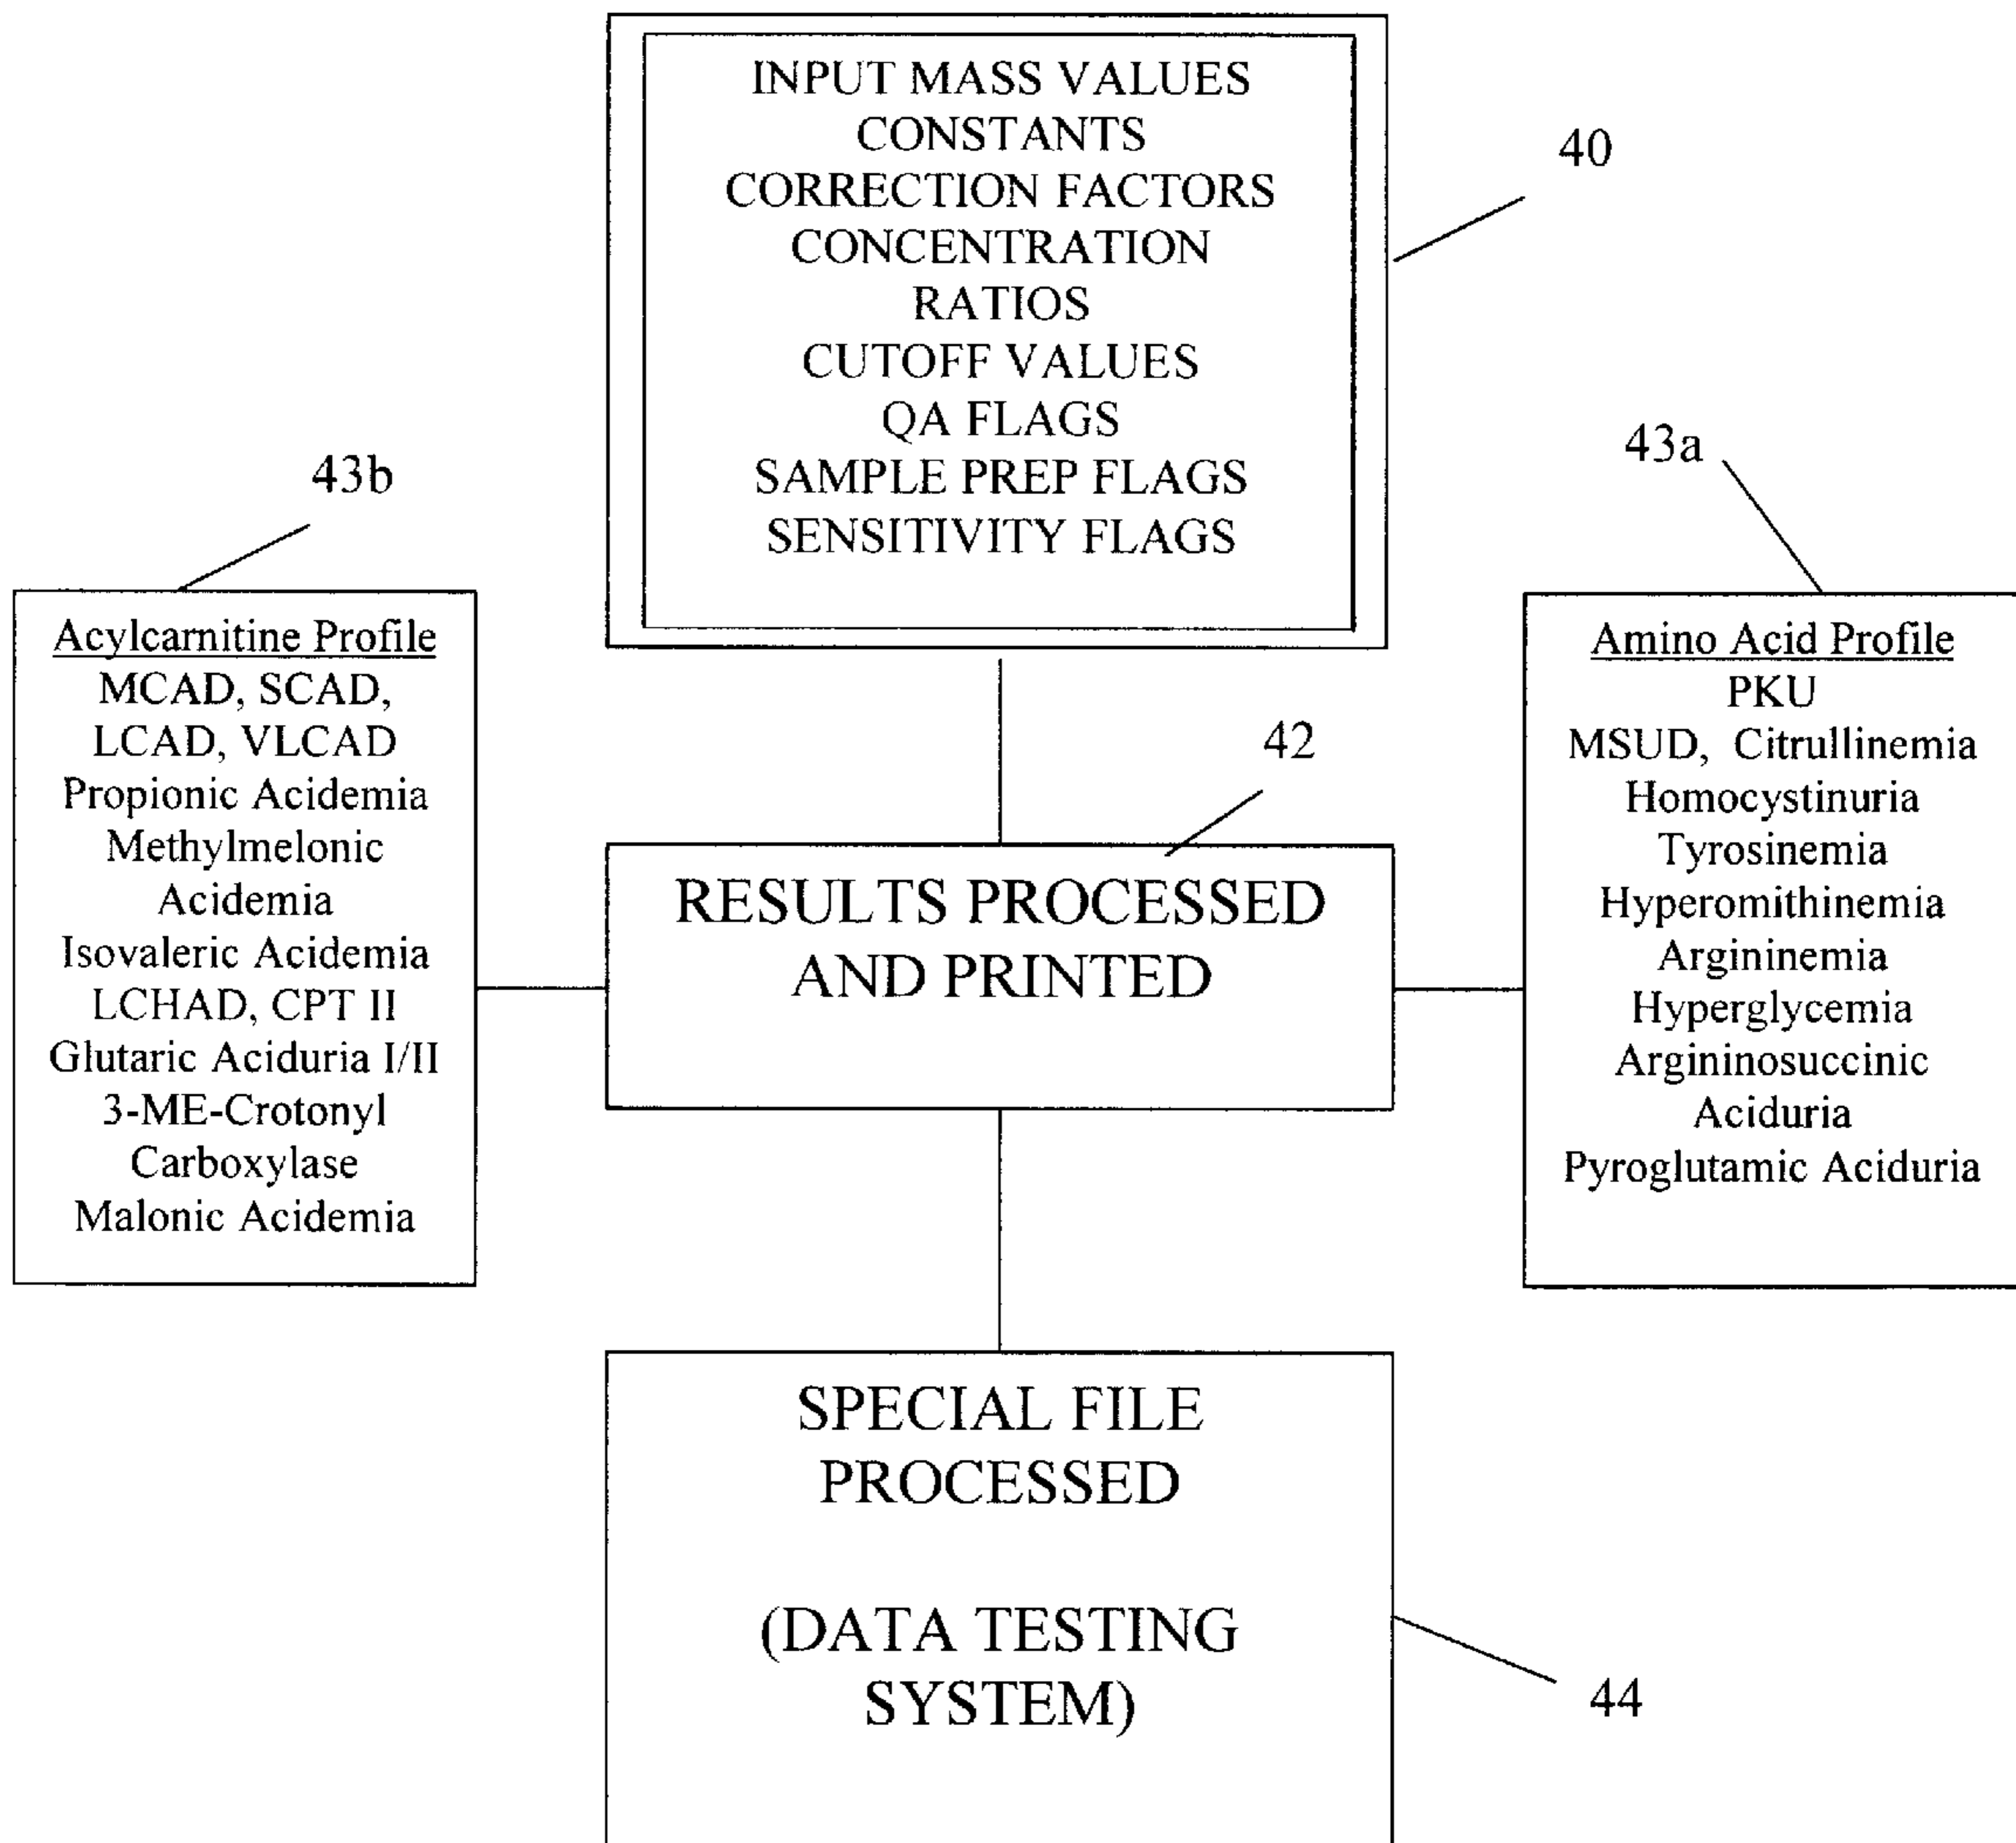 INPUT MASS VALUES
CONSTANTS
CORRECTION FACTORS
CONCENTRATION
RATIOS
CUTOFF VALUES
QA FLAGS
SAMPLE PREP FLAGS
SENSITIVITY FLAGS
40
43b
Acylcarnitine Profile
MCAD, SCAD,
LCAD, VLCAD
Propionic Acidemia
Methylmelonic
Acidemia
Isovaleric Acidemia
LCHAD, CPT II
Glutaric Aciduria I/II
3-ME-Crotonyl
Carboxylase
Malonic Acidemia
42
RESULTS PROCESSED
AND PRINTED
43a
Amino Acid Profile
PKU
MSUD, Citrullinemia
Homocystinuria
Tyrosinemia
Hyperomithinemia
Argininemia
Hyperglycemia
Argininosuccinic
Aciduria
Pyroglutamic Aciduria
SPECIAL FILE
PROCESSED
(DATA TESTING
SYSTEM)
44